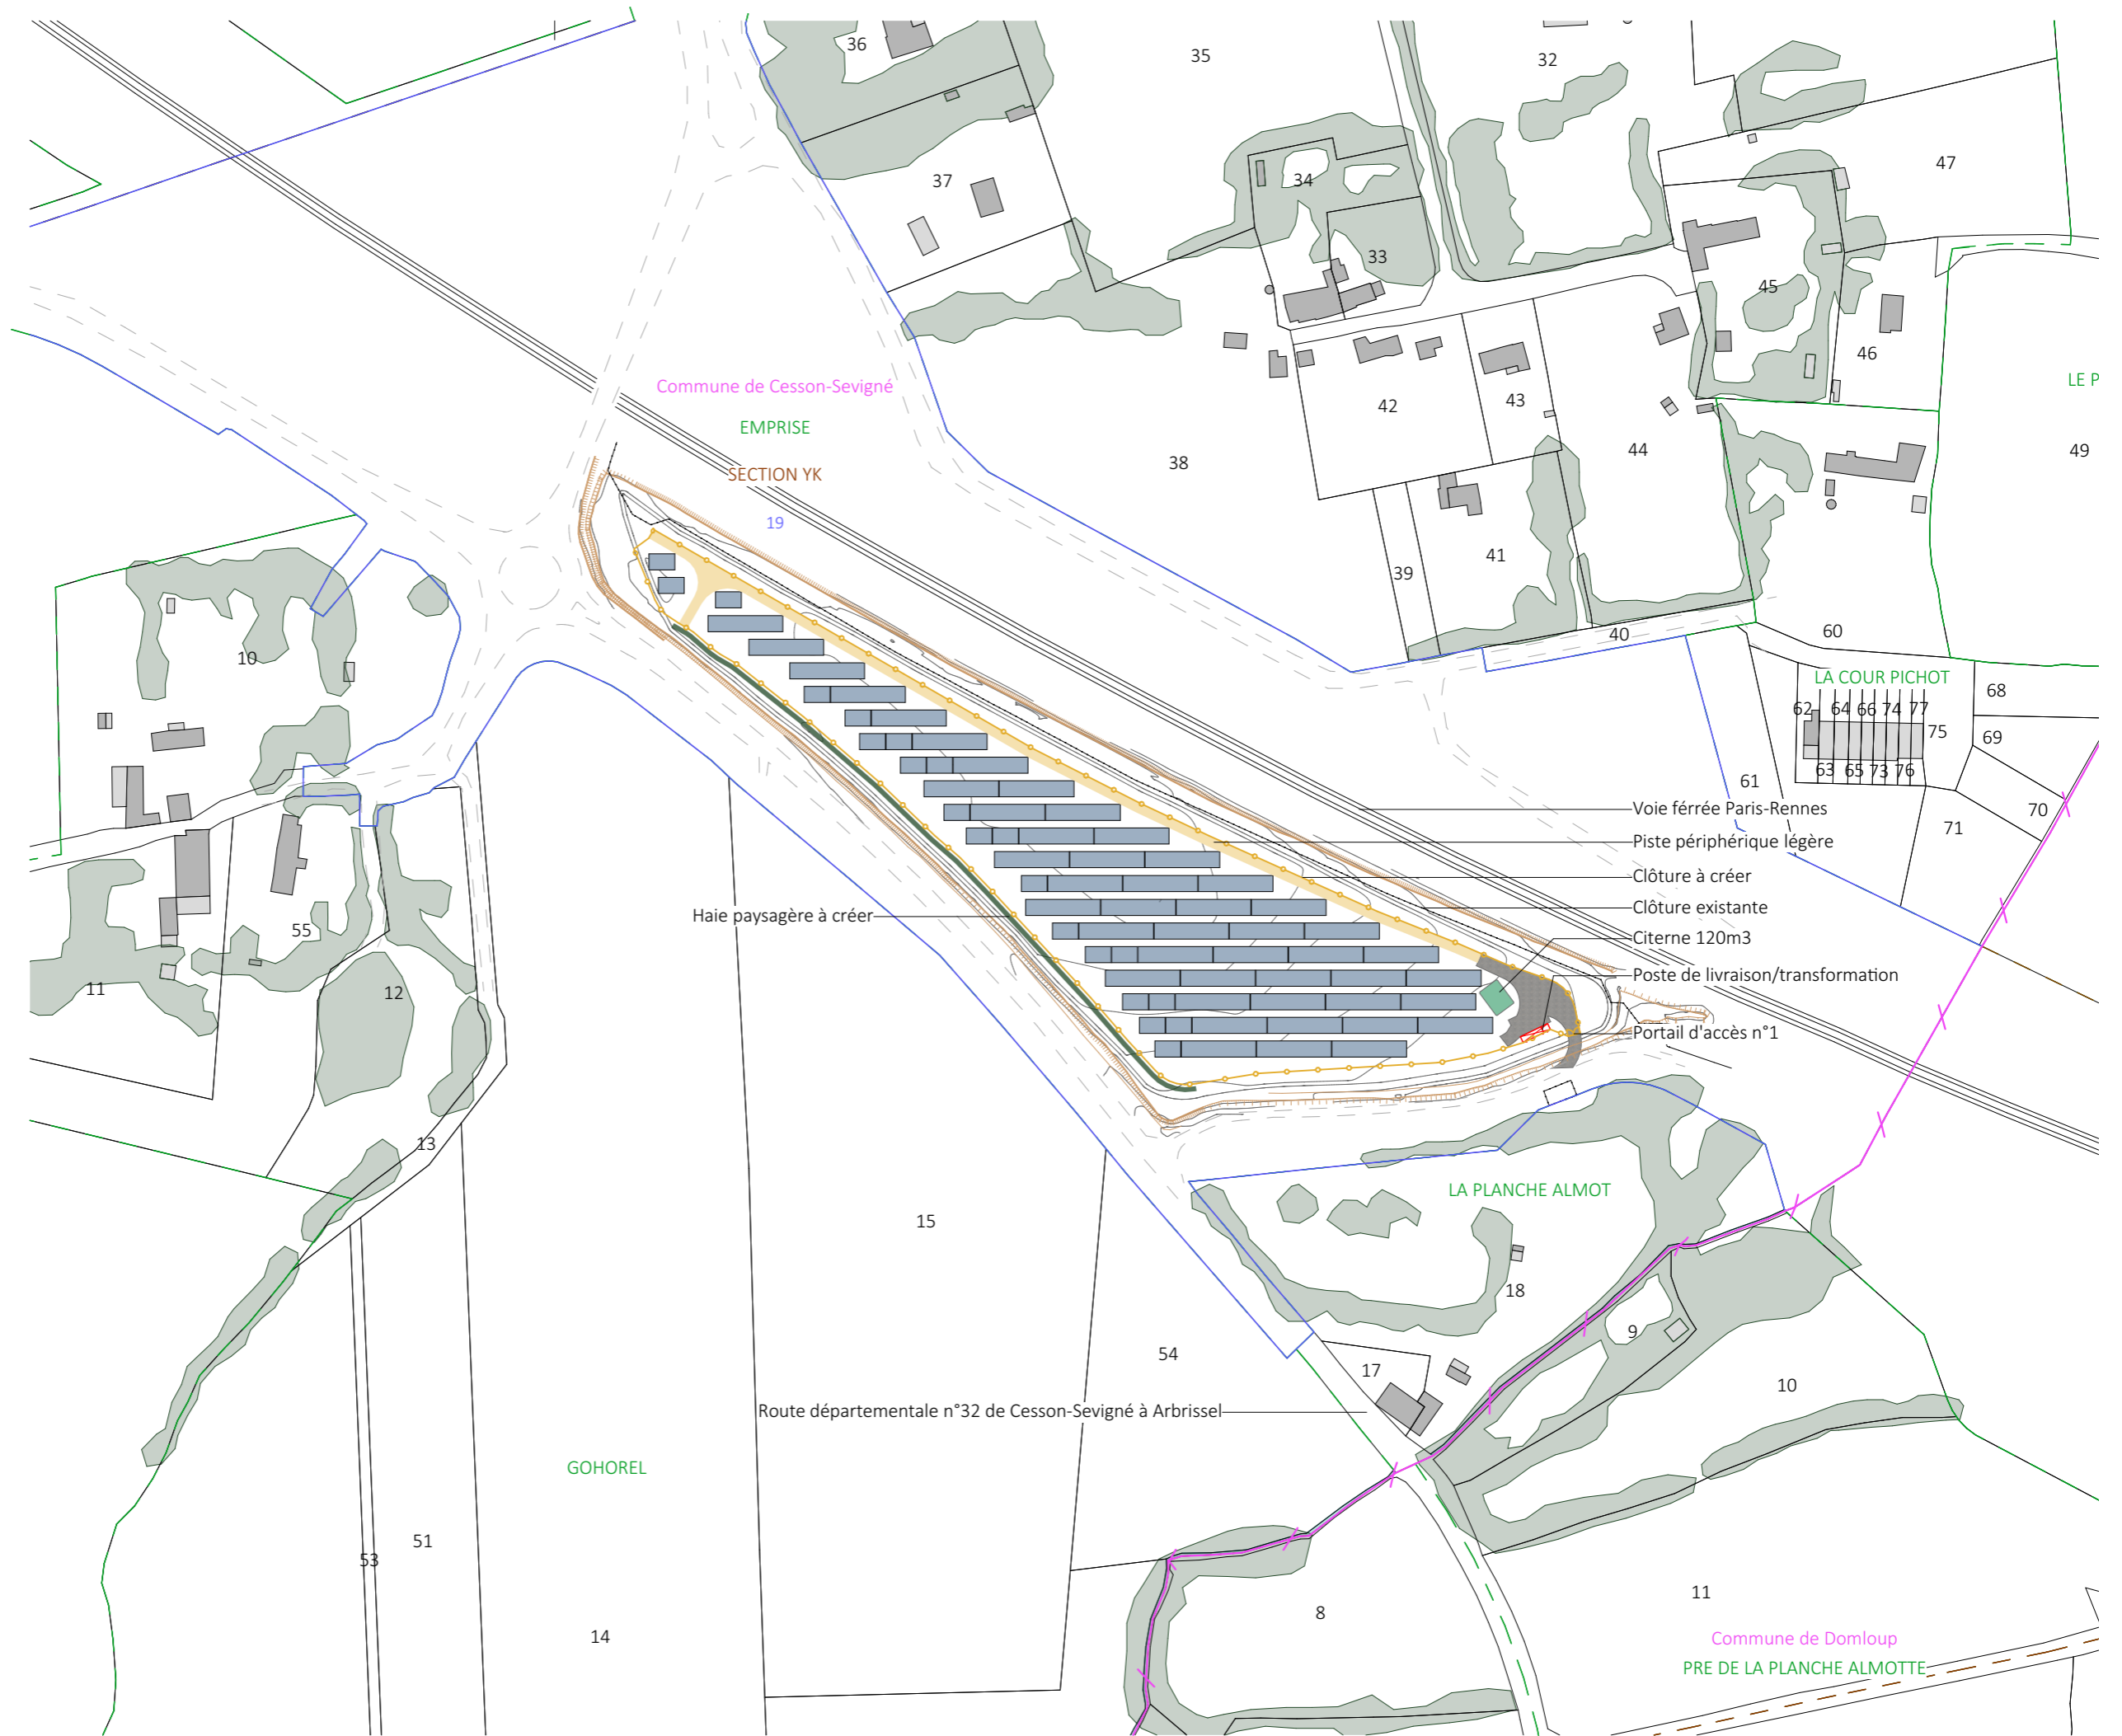 36
35
32
47
37
34
33
45
46
Commune de Cesson-Sevigné
EMPRISE
SECTION YK
19
LE P
42
43
44
49
38
41
39
40
60
10
LA COUR PICHOT
68
62 64 66 74 77
75
69
63 65 73 76
61
70
71
Voie férrée Paris-Rennes
Piste périphérique légère
Clôture à créer
Clôture existante
Citerne 120m3
Poste de livraison/transformation
Portail d'accès n°1
Haie paysagère à créer
55
11
12
13
LA PLANCHE ALMOT
15
18
9
54
17
10
Route départementale n°32 de Cesson-Sevigné à Arbrissel
GOHOREL
51
53
14
8
11
Commune de Domloup
PRE DE LA PLANCHE ALMOTTE